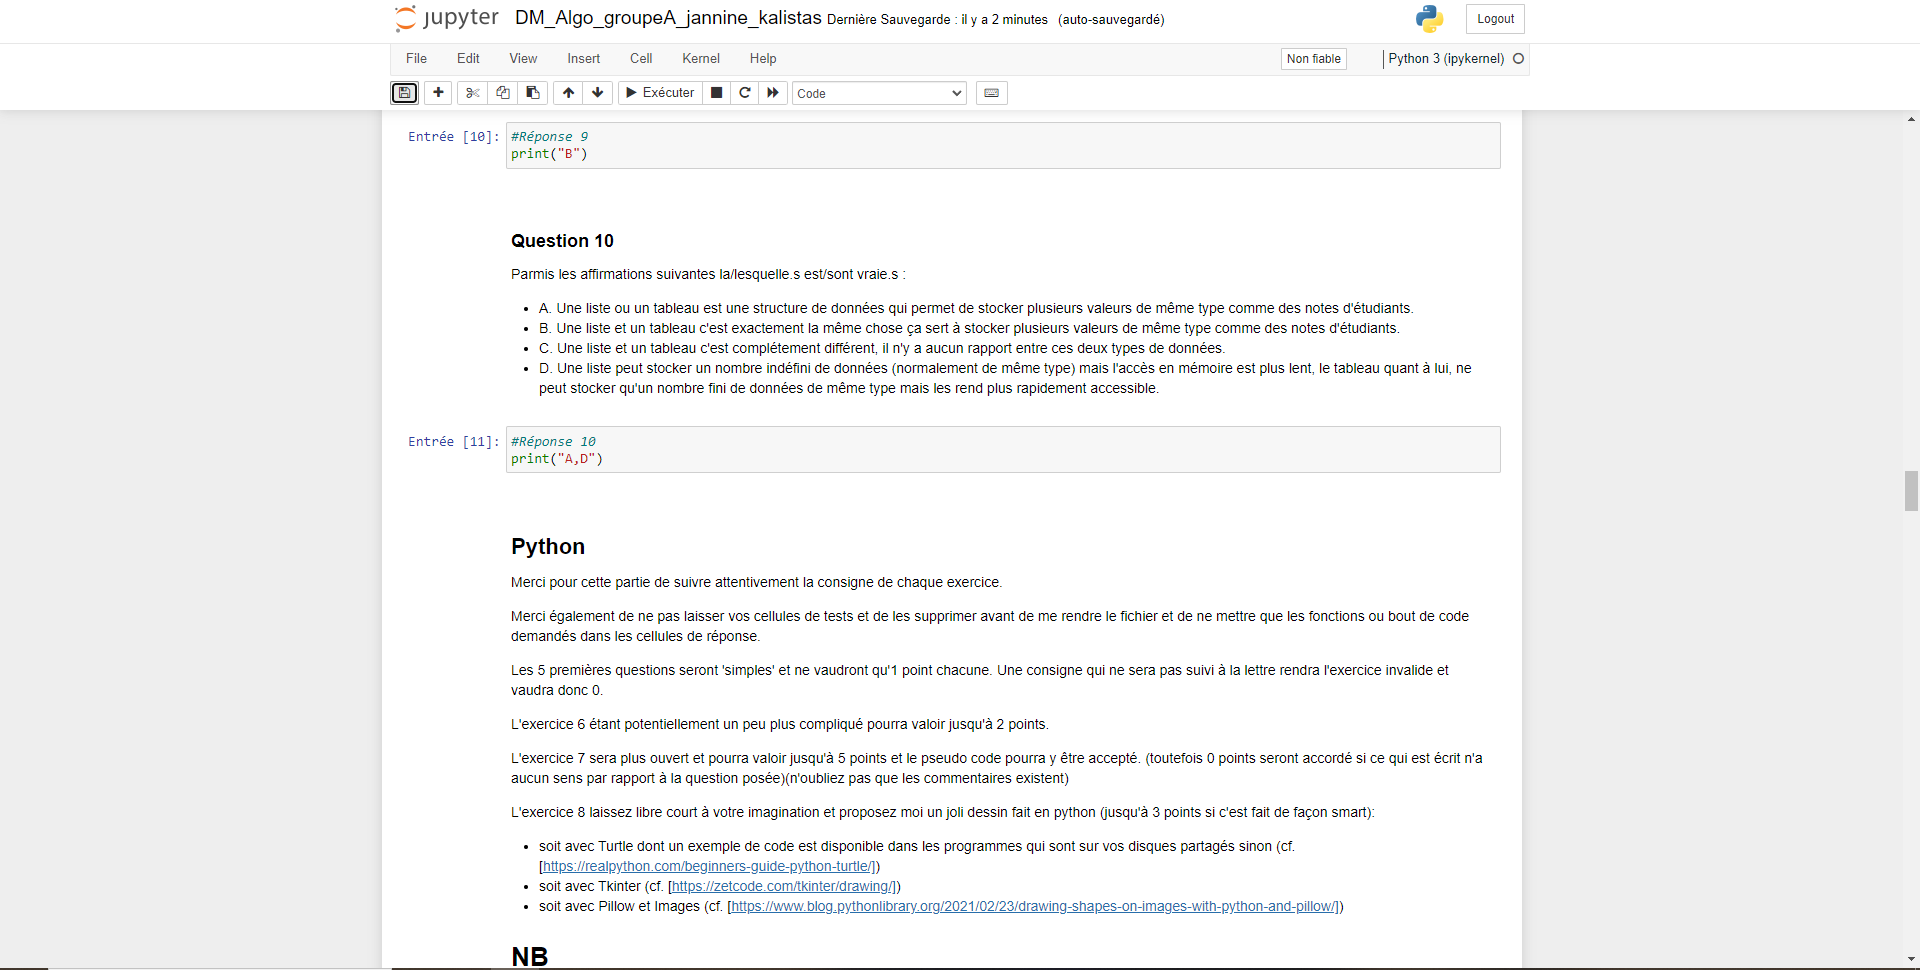 jupyter DM_Algo_groupeA_jannine_kalistas Dernière Sauvegarde : il y a 2 minutes (auto-sauvegardé) Logout
File Edit View Insert Cell Kernel Help Non fiable Python 3 (ipykernel)
Exécuter Code
Entrée [10]: #Réponse 9
print("B")
Question 10
Parmis les affirmations suivantes la/lesquelle.s est/sont vraie.s :
• A. Une liste ou un tableau est une structure de données qui permet de stocker plusieurs valeurs de même type comme des notes d'étudiants.
• B. Une liste et un tableau c'est exactement la même chose ça sert à stocker plusieurs valeurs de même type comme des notes d'étudiants.
• C. Une liste et un tableau c'est complétement différent, il n'y a aucun rapport entre ces deux types de données.
• D. Une liste peut stocker un nombre indéfini de données (normalement de même type) mais l'accès en mémoire est plus lent, le tableau quant à lui, ne
peut stocker qu'un nombre fini de données de même type mais les rend plus rapidement accessible.
Entrée [11]: #Réponse 10
print("A,D")
Python
Merci pour cette partie de suivre attentivement la consigne de chaque exercice.
Merci également de ne pas laisser vos cellules de tests et de les supprimer avant de me rendre le fichier et de ne mettre que les fonctions ou bout de code
demandés dans les cellules de réponse.
Les 5 premières questions seront 'simples' et ne vaudront qu'1 point chacune. Une consigne qui ne sera pas suivi à la lettre rendra l'exercice invalide et
vaudra donc 0.
L'exercice 6 étant potentiellement un peu plus compliqué pourra valoir jusqu'à 2 points.
L'exercice 7 sera plus ouvert et pourra valoir jusqu'à 5 points et le pseudo code pourra y être accepté. (toutefois 0 points seront accordé si ce qui est écrit n'a
aucun sens par rapport à la question posée)(n'oubliez pas que les commentaires existent)
L'exercice 8 laissez libre court à votre imagination et proposez moi un joli dessin fait en python (jusqu'à 3 points si c'est fait de façon smart):
• soit avec Turtle dont un exemple de code est disponible dans les programmes qui sont sur vos disques partagés sinon (cf.
[https://realpython.com/beginners-guide-python-turtle/])
• soit avec Tkinter (cf. [https://zetcode.com/tkinter/drawing/])
• soit avec Pillow et Images (cf. [https://www.blog.pythonlibrary.org/2021/02/23/drawing-shapes-on-images-with-python-and-pillow/])
NB